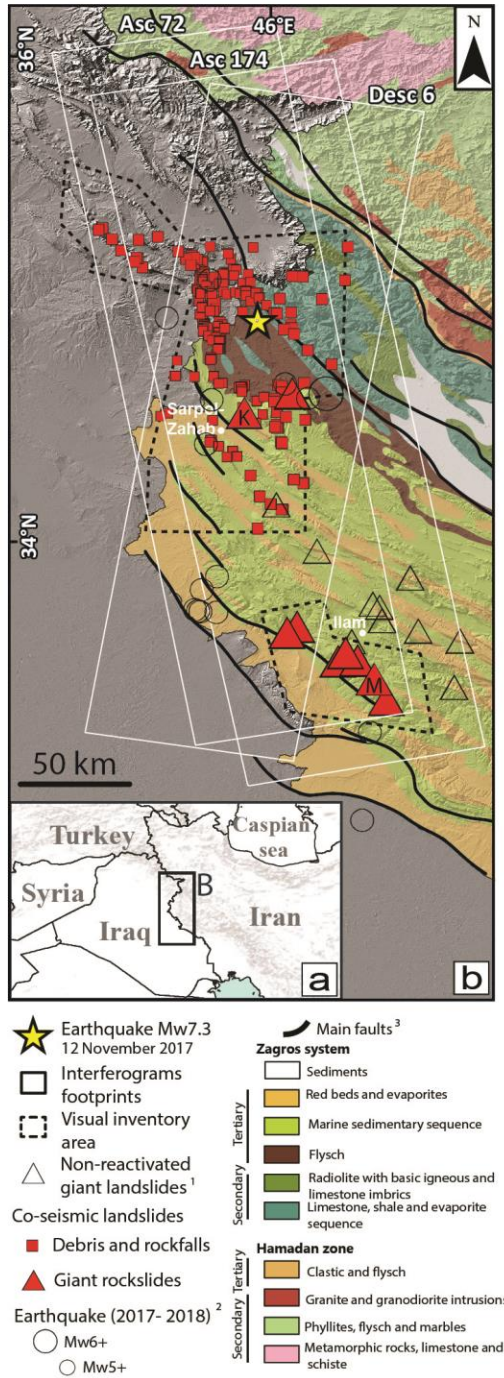 Asc 72
46°E
N
36°N
Asc 174
Desc 6
Sarpol-
Zahab
K
34°N
Ilam
M
50 km
Turkey
Caspian
sea
Syria
Iraq
B
Iran
a
b
Earthquake Mw7.3
12 November 2017
Interferograms
footprints
Visual inventory
area
Non-reactivated
giant landslides 1
Co-seismic landslides
Debris and rockfalls
Giant rockslides
Earthquake (2017- 2018) 2
Mw6+
Mw5+
Main faults 3
Zagros system
Sediments
Tertiary
Red beds and evaporites
Marine sedimentary sequence
Flysch
Secondary
Radiolite with basic igneous and
limestone imbrics
Limestone, shale and evaporite
sequence
Hamadan zone
Tertiary
Clastic and flysch
Secondary
Granite and granodiorite intrusions
Phyllites, flysch and marbles
Metamorphic rocks, limestone and
schiste